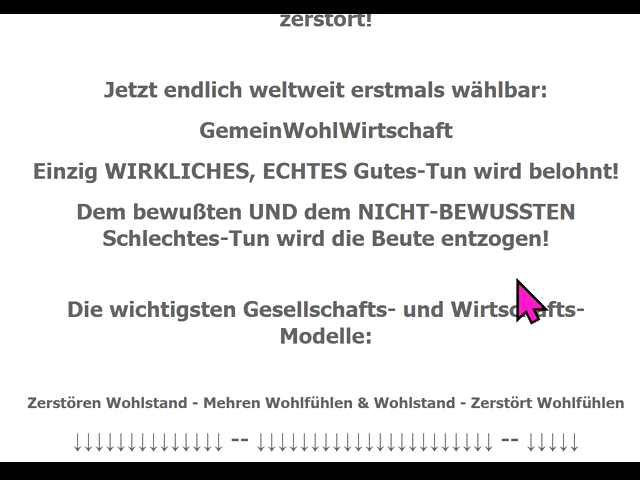 zerstört!
Jetzt endlich weltweit erstmals wählbar:
GemeinWohlWirtschaft
Einzig WIRKLICHES, ECHTES Gutes-Tun wird belohnt!
Dem bewußten UND dem NICHT-BEWUSSTEN
Schlechtes-Tun wird die Beute entzogen!
Die wichtigsten Gesellschafts- und Wirtschafts-
Modelle:
Zerstören Wohlstand - Mehren Wohlfühlen & Wohlstand - Zerstört Wohlfühlen
↓↓↓↓↓↓↓↓↓↓↓↓↓↓ -- ↓↓↓↓↓↓↓↓↓↓↓↓↓↓↓↓↓↓↓↓↓↓ -- ↓↓↓↓↓